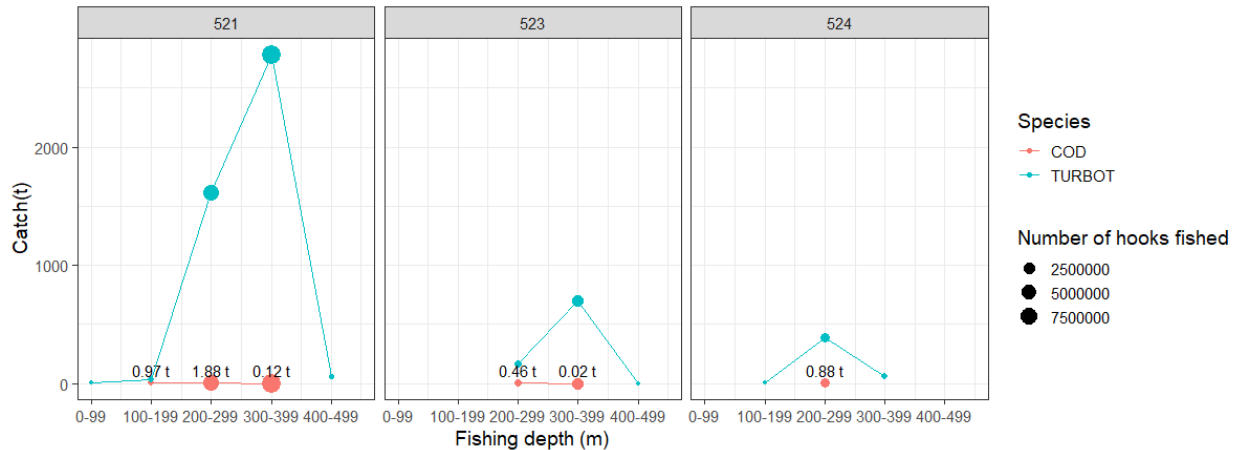 521
523
524
Catch(t)
2000
1000
0
0.97 t
1.88 t
0.12 t
0.46 t
0.02 t
0.88 t
0-99
100-199
200-299
300-399
400-499
0-99
100-199
200-299
300-399
400-499
0-99
100-199
200-299
300-399
400-499
Fishing depth (m)
Species
COD
TURBOT
Number of hooks fished
2500000
5000000
7500000